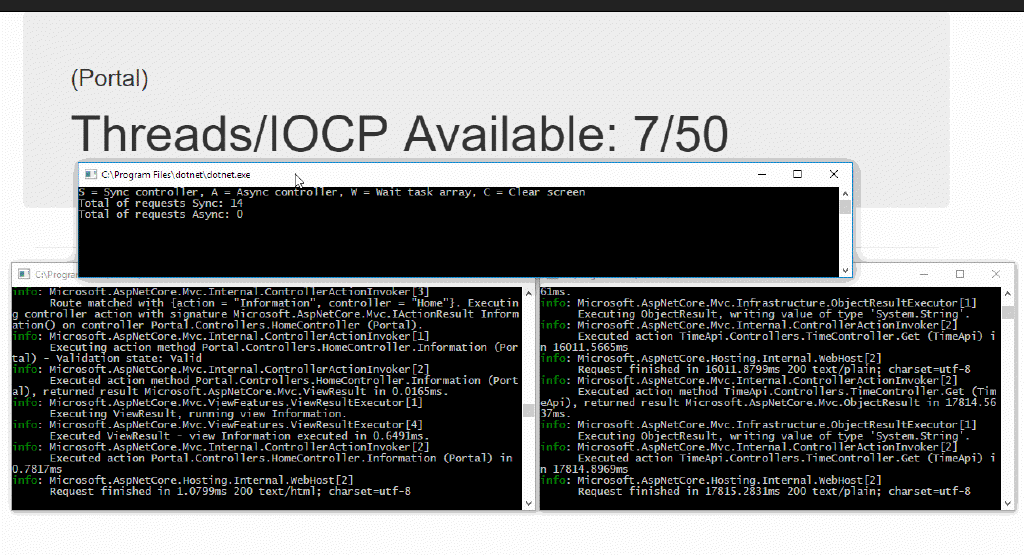 (Portal)
Threads/IOCP Available: 7/50
C:\Program Files\dotnet\dotnet.exe
S = Sync controller, A = Async controller, W = Wait task array, C = Clear screen
Total of requests Sync: 14
Total of requests Async: 0
C:\Progra
info: Microsoft.AspNetCore.Mvc.Internal.ControllerActionInvoker[3]
Route matched with {action = "Information", controller = "Home"}. Executin
g controller action with signature Microsoft.AspNetCore.Mvc.IActionResult Inform
ation() on controller Portal.Controllers.HomeController (Portal).
info: Microsoft.AspNetCore.Mvc.Internal.ControllerActionInvoker[1]
Executing action method Portal.Controllers.HomeController.Information (Por
tal) - Validation state: Valid
info: Microsoft.AspNetCore.Mvc.Internal.ControllerActionInvoker[2]
Executed action method Portal.Controllers.HomeController.Information (Port
al), returned result Microsoft.AspNetCore.Mvc.ViewResult in 0.0165ms.
info: Microsoft.AspNetCore.Mvc.ViewFeatures.ViewResultExecutor[1]
Executing ViewResult, running view Information.
info: Microsoft.AspNetCore.Mvc.ViewFeatures.ViewResultExecutor[4]
Executed ViewResult - view Information executed in 0.6491ms.
info: Microsoft.AspNetCore.Mvc.Internal.ControllerActionInvoker[2]
Executed action Portal.Controllers.HomeController.Information (Portal) in
0.7817ms
info: Microsoft.AspNetCore.Hosting.Internal.WebHost[2]
Request finished in 1.0799ms 200 text/html; charset=utf-8
61ms.
info: Microsoft.AspNetCore.Mvc.Infrastructure.ObjectResultExecutor[1]
Executing ObjectResult, writing value of type 'System.String'.
info: Microsoft.AspNetCore.Mvc.Internal.ControllerActionInvoker[2]
Executed action TimeApi.Controllers.TimeController.Get (TimeApi) i
n 16011.5665ms
info: Microsoft.AspNetCore.Hosting.Internal.WebHost[2]
Request finished in 16011.8799ms 200 text/plain; charset=utf-8
info: Microsoft.AspNetCore.Mvc.Internal.ControllerActionInvoker[2]
Executed action method TimeApi.Controllers.TimeController.Get (Tim
eApi), returned result Microsoft.AspNetCore.Mvc.ObjectResult in 17814.56
37ms.
info: Microsoft.AspNetCore.Mvc.Infrastructure.ObjectResultExecutor[1]
Executing ObjectResult, writing value of type 'System.String'.
info: Microsoft.AspNetCore.Mvc.Internal.ControllerActionInvoker[2]
Executed action TimeApi.Controllers.TimeController.Get (TimeApi) i
n 17814.8969ms
info: Microsoft.AspNetCore.Hosting.Internal.WebHost[2]
Request finished in 17815.2831ms 200 text/plain; charset=utf-8